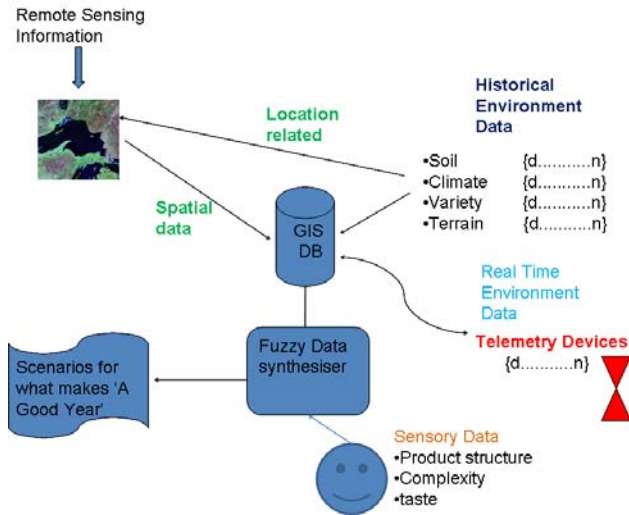 Remote Sensing
Information
Location
related
Historical
Environment
Data
•Soil {d...........n}
•Climate {d...........n}
•Variety {d...........n}
•Terrain {d...........n}
Spatial
data
GIS
DB
Real Time
Environment
Data
Telemetry Devices
{d...........n}
Fuzzy Data
synthesiser
Scenarios for
what makes 'A
Good Year'
Sensory Data
•Product structure
•Complexity
•taste